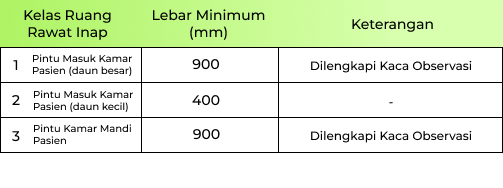 Kelas Ruang Rawat Inap | Lebar Minimum (mm) | Keterangan
1 | Pintu Masuk Kamar Pasien (daun besar) | 900 | Dilengkapi Kaca Observasi
2 | Pintu Masuk Kamar Pasien (daun kecil) | 400 | -
3 | Pintu Kamar Mandi Pasien | 900 | Dilengkapi Kaca Observasi